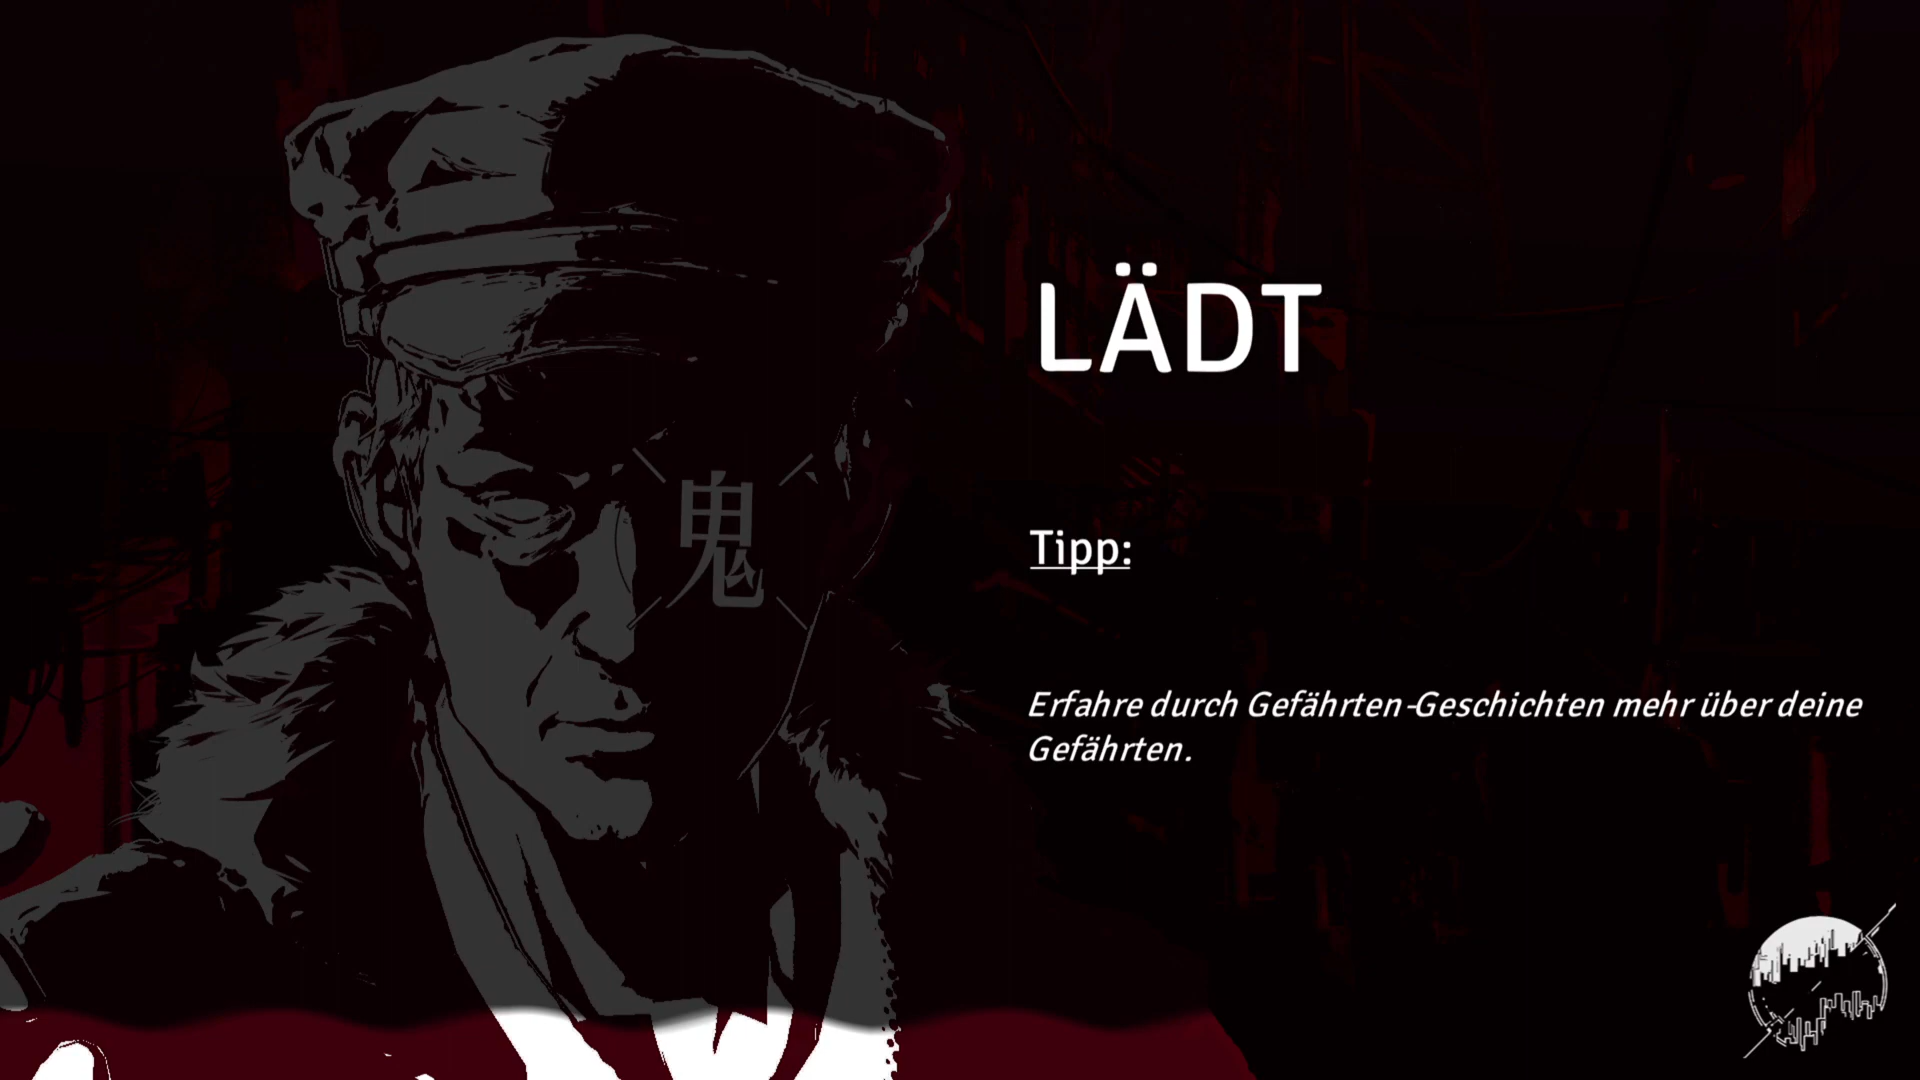 LÄDT
鬼
Tipp:
Erfahre durch Gefährten-Geschichten mehr über deine
Gefährten.